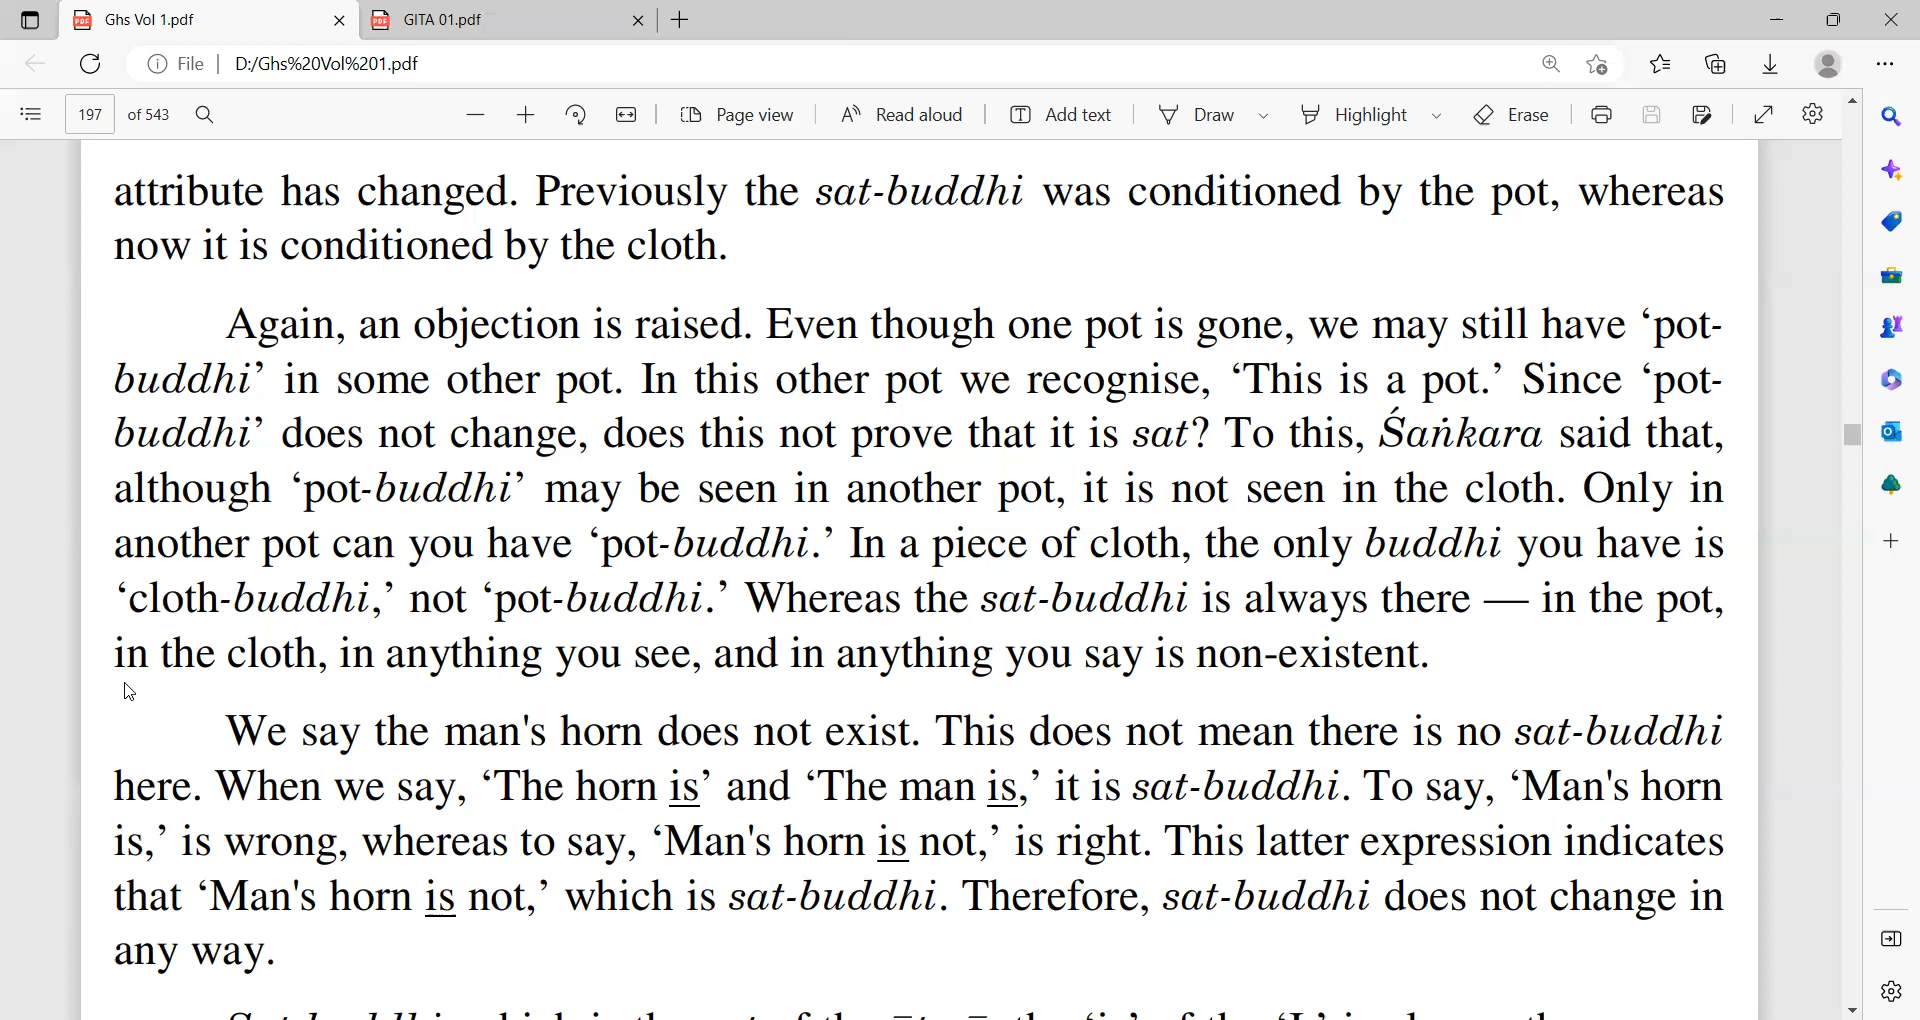 Ghs Vol 1.pdf
GITA 01.pdf
File
D:/Ghs%20Vol%201.pdf
197 of 543
Page view
Read aloud
Add text
Draw
Highlight
Erase
attribute has changed. Previously the sat-buddhi was conditioned by the pot, whereas
now it is conditioned by the cloth.
Again, an objection is raised. Even though one pot is gone, we may still have ‘pot-
buddhi’ in some other pot. In this other pot we recognise, ‘This is a pot.’ Since ‘pot-
buddhi’ does not change, does this not prove that it is sat? To this, Śaṅkara said that,
although ‘pot-buddhi’ may be seen in another pot, it is not seen in the cloth. Only in
another pot can you have ‘pot-buddhi.’ In a piece of cloth, the only buddhi you have is
‘cloth-buddhi,’ not ‘pot-buddhi.’ Whereas the sat-buddhi is always there — in the pot,
in the cloth, in anything you see, and in anything you say is non-existent.
We say the man's horn does not exist. This does not mean there is no sat-buddhi
here. When we say, ‘The horn is’ and ‘The man is,’ it is sat-buddhi. To say, ‘Man's horn
is,’ is wrong, whereas to say, ‘Man's horn is not,’ is right. This latter expression indicates
that ‘Man's horn is not,’ which is sat-buddhi. Therefore, sat-buddhi does not change in
any way.